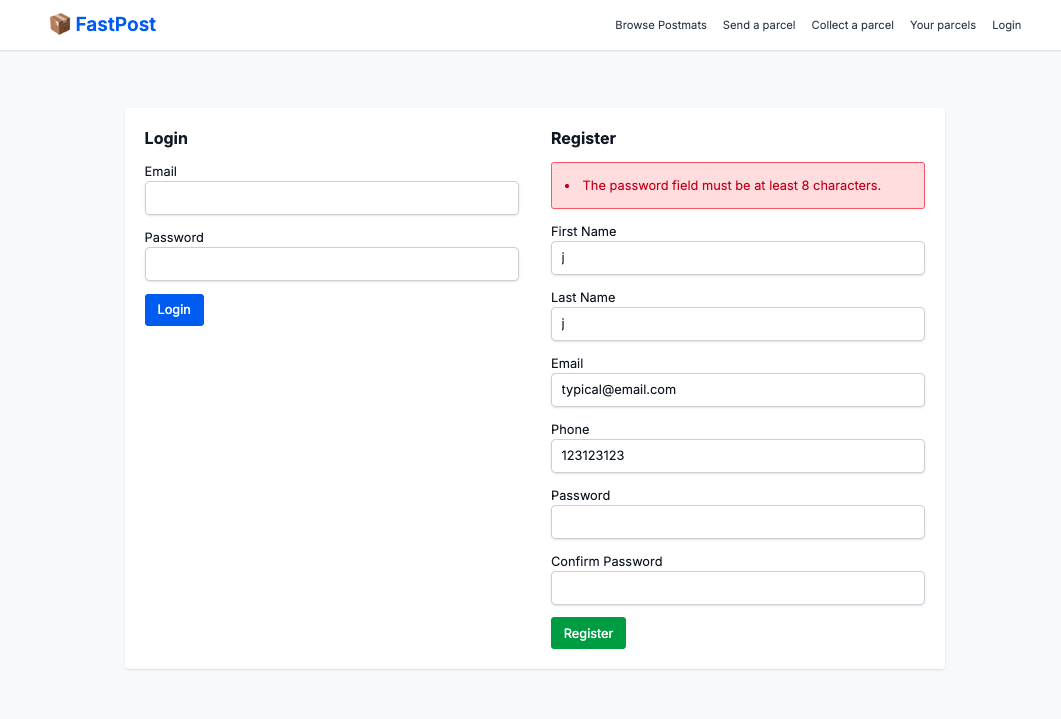 FastPost
Browse Postmats Send a parcel Collect a parcel Your parcels Login
Login
Email
Password
Login
Register
• The password field must be at least 8 characters.
First Name
j
Last Name
j
Email
typical@email.com
Phone
123123123
Password
Confirm Password
Register